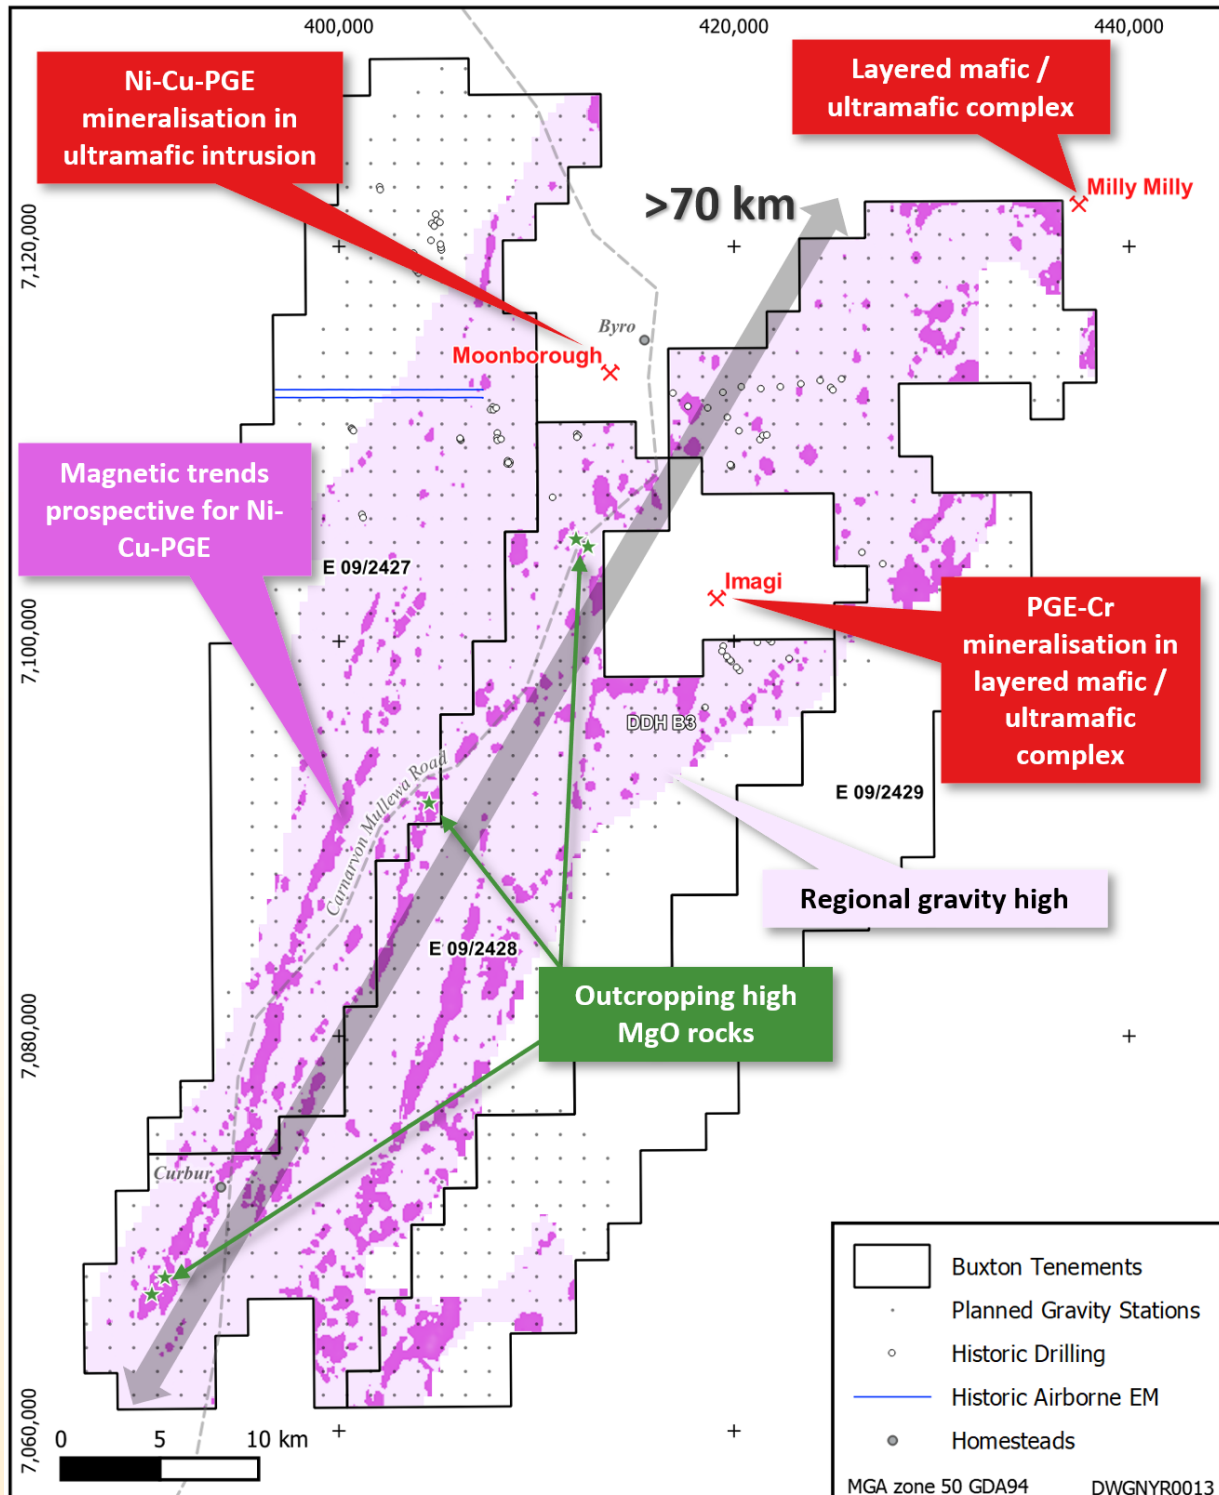 400,000
420,000
440,000
Ni-Cu-PGE
mineralisation in
ultramafic intrusion
Layered mafic /
ultramafic complex
Milly Milly
>70 km
7,120,000
Byro
Moonborough
Magnetic trends
prospective for Ni-
Cu-PGE
E 09/2427
Imagi
7,100,000
PGE-Cr
mineralisation in
layered mafic /
ultramafic
complex
DDH B3
Carnarvon Mullewa Road
E 09/2429
Regional gravity high
E 09/2428
Outcropping high
MgO rocks
7,080,000
Curbur
7,060,000
0 5 10 km
Buxton Tenements
Planned Gravity Stations
Historic Drilling
Historic Airborne EM
Homesteads
MGA zone 50 GDA94 DWGNYR0013